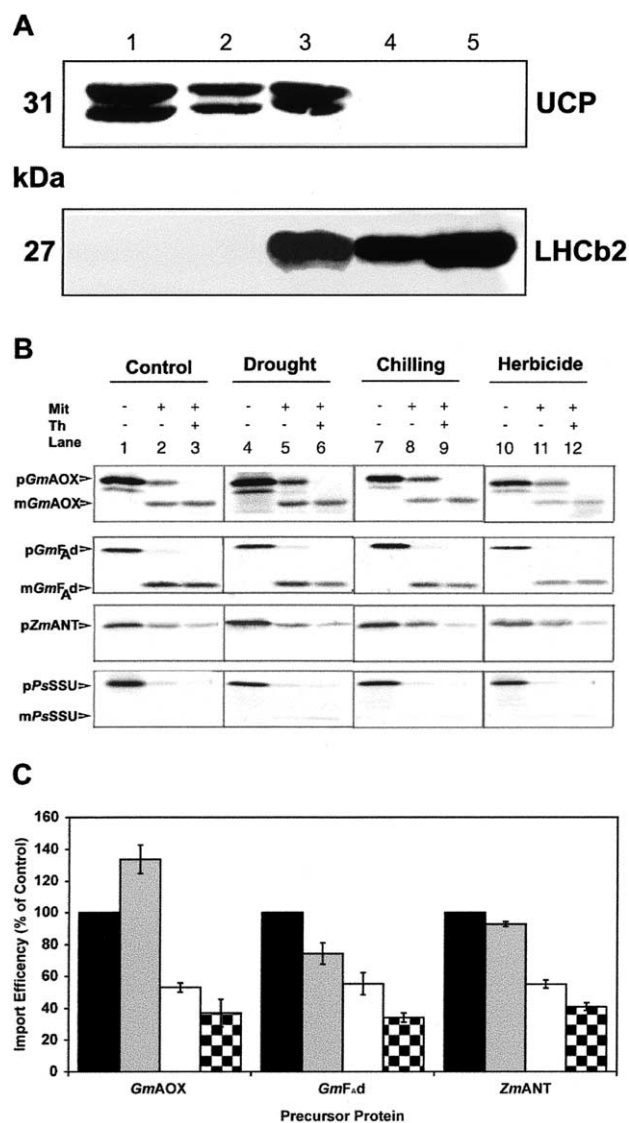 A
1 2 3 4 5
31 UCP
kDa
27 LHCb2
B
Control Drought Chilling Herbicide
Mit - + + - + + - + + - + +
Th - - + - - + - - + - - +
Lane 1 2 3 4 5 6 7 8 9 10 11 12
pGmAOX
mGmAOX
pGmFAd
mGmFAd
pZmANT
pPsSSU
mPsSSU
C
160
140
120
100
80
60
40
20
0
Import Efficency (% of Control)
GmAOX GmFAd ZmANT
Precursor Protein